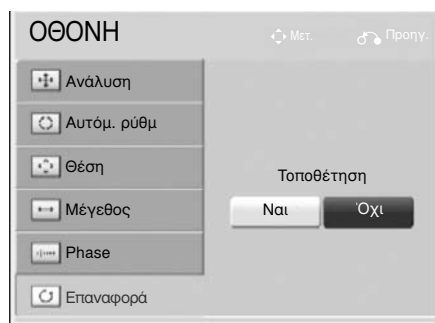 ΟΘΟΝΗ Μετ. Προηγ.
Ανάλυση
Αυτόμ. ρύθμ
Θέση
Μέγεθος
Phase
Επαναφορά
Τοποθέτηση
Ναι Όχι